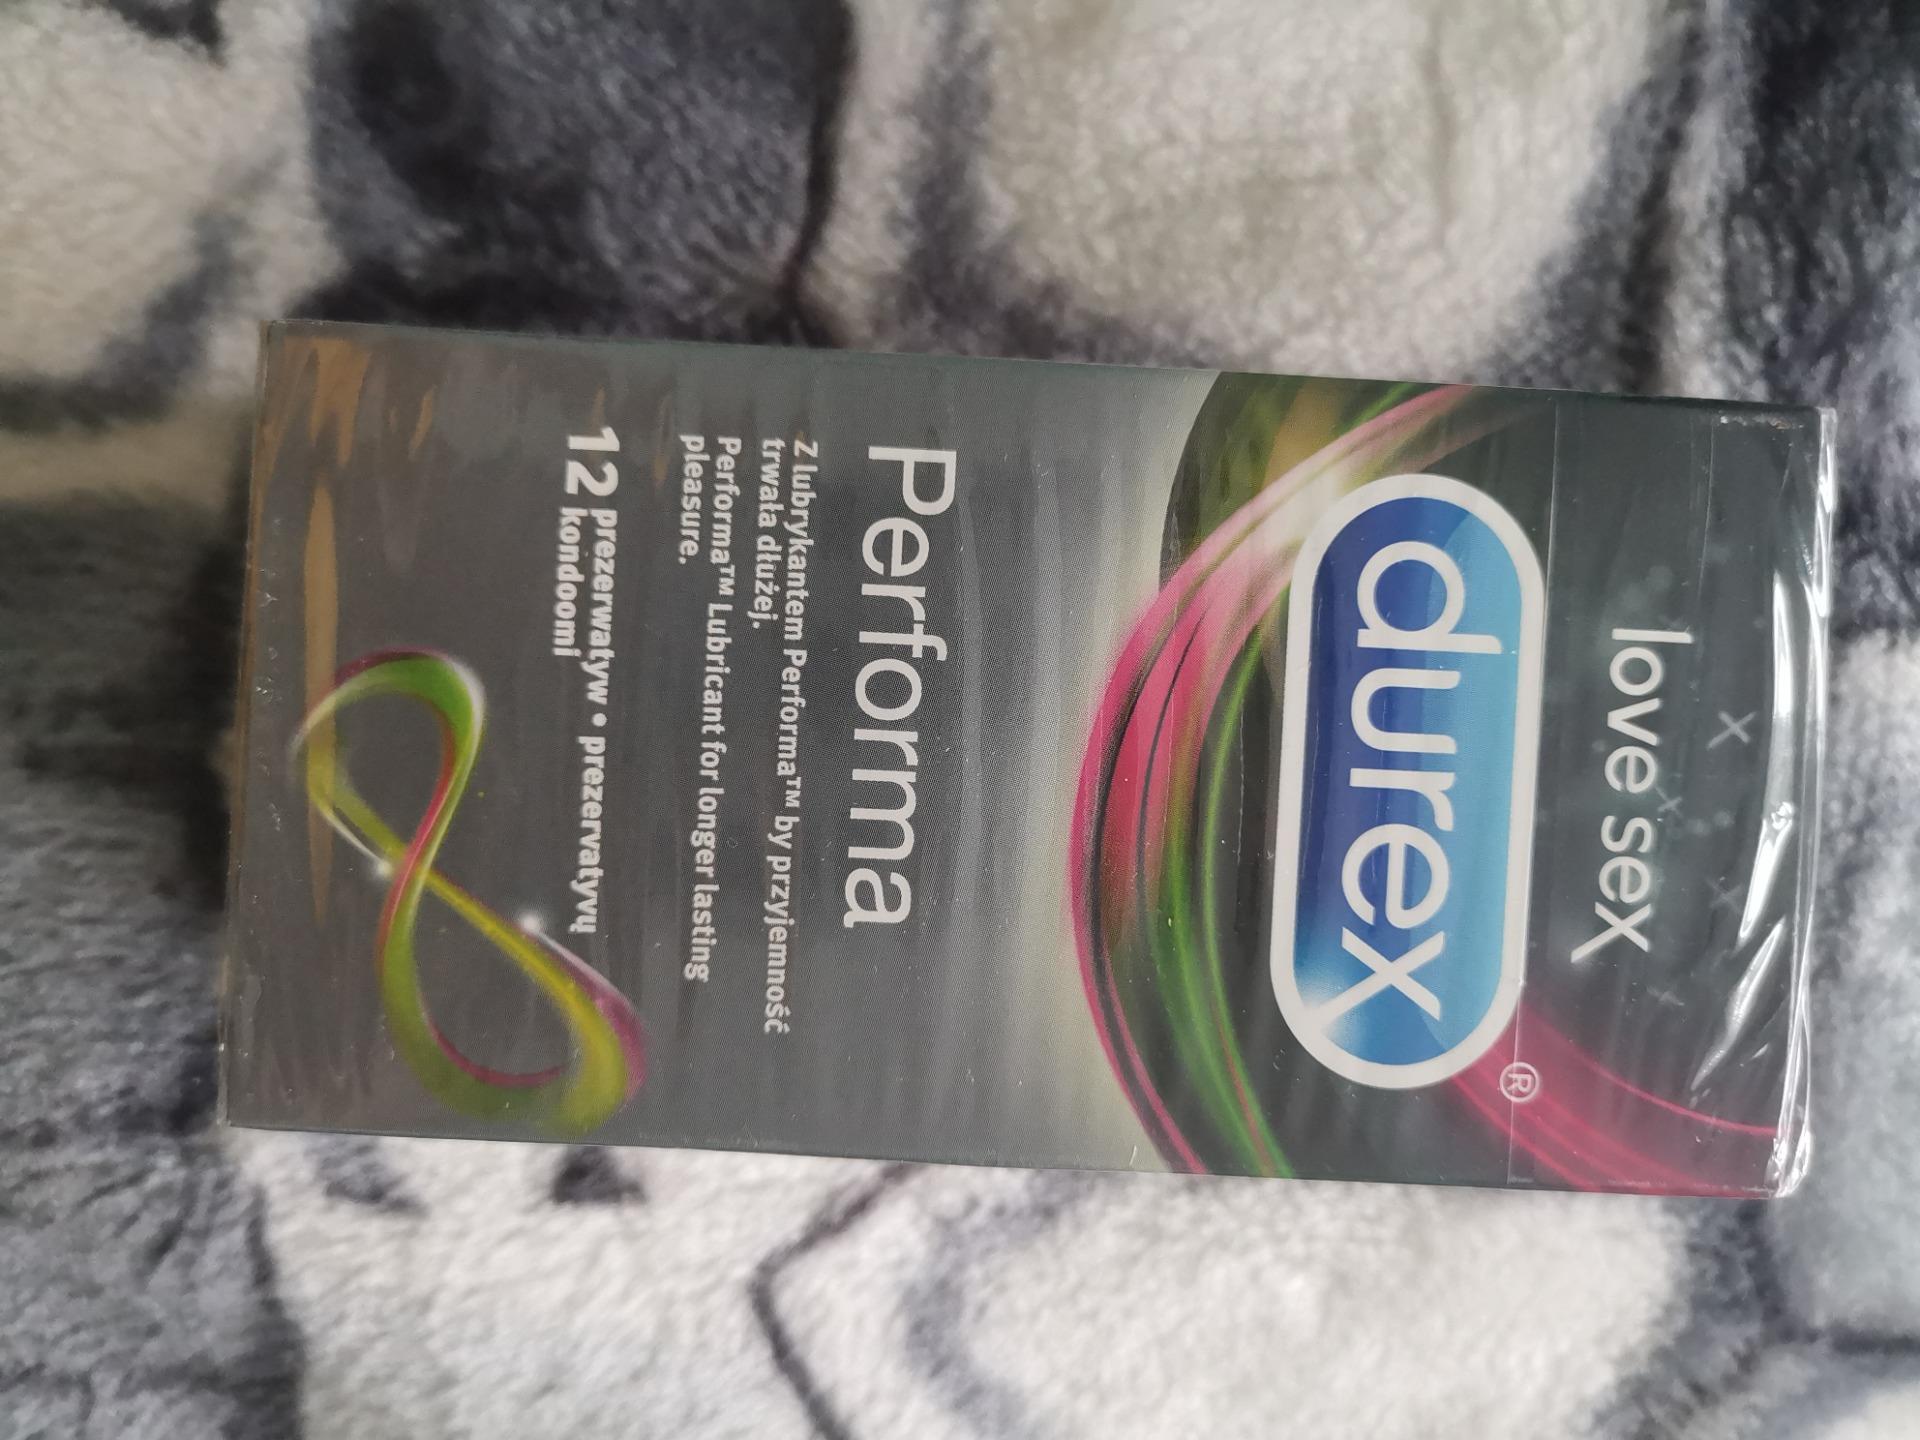 love sex
durex®
Performa
Z lubrykantem Performa™ by przyjemność
trwała dłużej.
Performa™ Lubricant for longer lasting
pleasure.
12 prezerwatyw • prezervatyvų
kondoomi